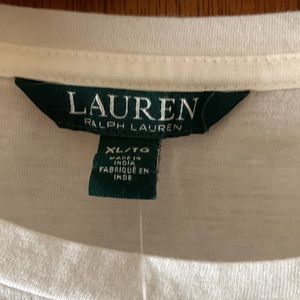 LAUREN
RALPH LAUREN
XL/TG
MADE IN
INDIA
FABRIQUÉ EN
INDE